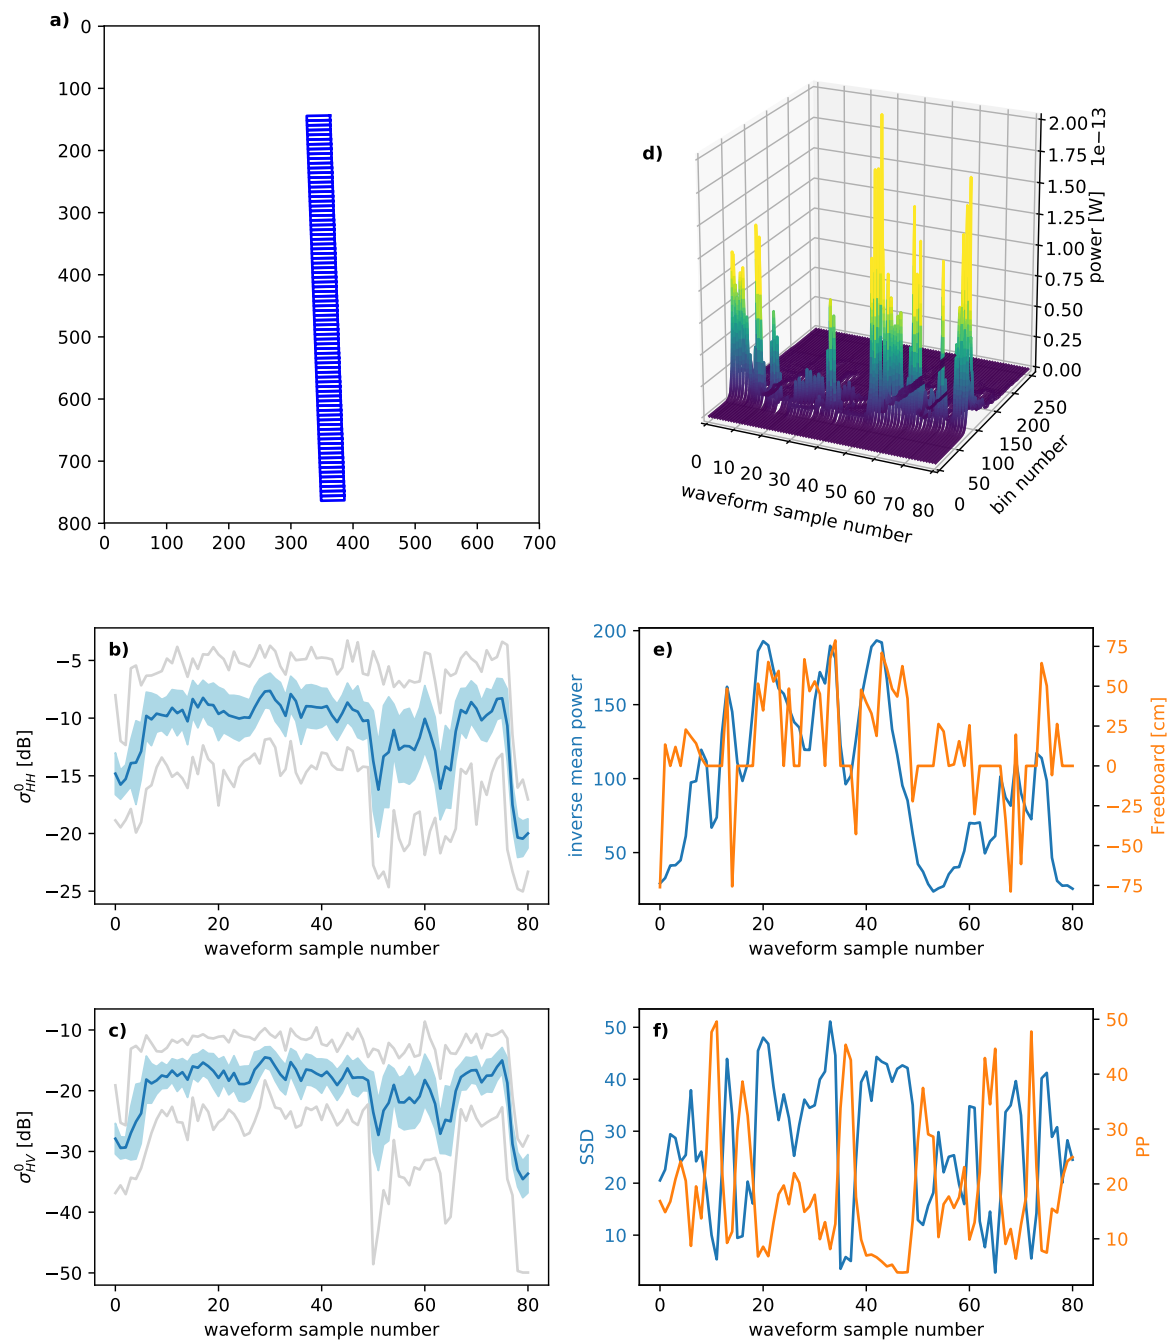 a)
0
100
200
300
400
500
600
700
800
0 100 200 300 400 500 600 700
d)
0.00
0.25
0.50
0.75
1.00
1.25
1.50
1.75
2.00
1e−13
power [W]
0 10 20 30 40 50 60 70 80
waveform sample number
0
50
100
150
200
250
bin number
b)
−5
−10
−15
−20
−25
σ⁰HH [dB]
0 20 40 60 80
waveform sample number
e)
200
150
100
50
inverse mean power
75
50
25
0
−25
−50
−75
Freeboard [cm]
0 20 40 60 80
waveform sample number
c)
−10
−20
−30
−40
−50
σ⁰HV [dB]
0 20 40 60 80
waveform sample number
f)
50
40
30
20
10
SSD
50
40
30
20
10
PP
0 20 40 60 80
waveform sample number